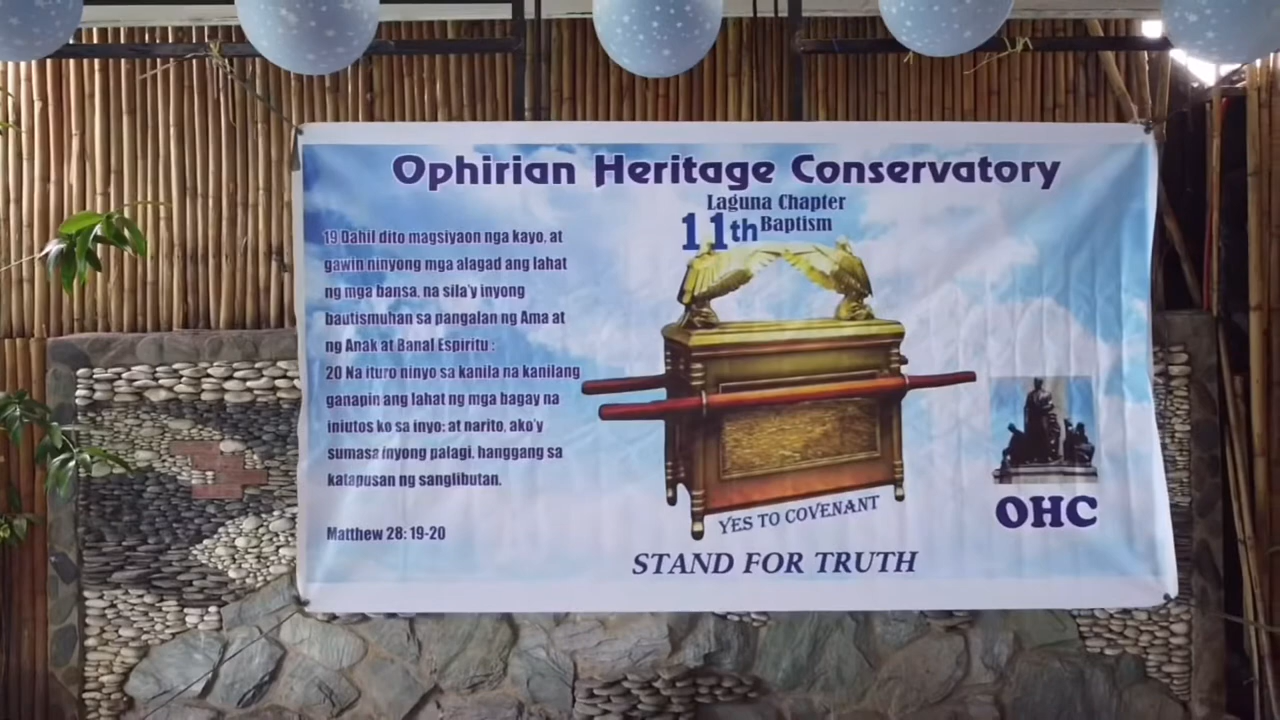 Ophirian Heritage Conservatory
Laguna Chapter
11th Baptism
19 Dahil dito magsiyaon nga kayo, at
gawin ninyong mga alagad ang lahat
ng mga bansa, na sila'y inyong
bautismuhan sa pangalan ng Ama at
ng Anak at Banal Espiritu :
20 Na ituro ninyo sa kanila na kanilang
ganapin ang lahat ng mga bagay na
iniutos ko sa inyo: at narito, ako'y
sumasa inyong palagi, hanggang sa
katapusan ng sanglibutan.
Matthew 28: 19-20
YES TO COVENANT
STAND FOR TRUTH
OHC